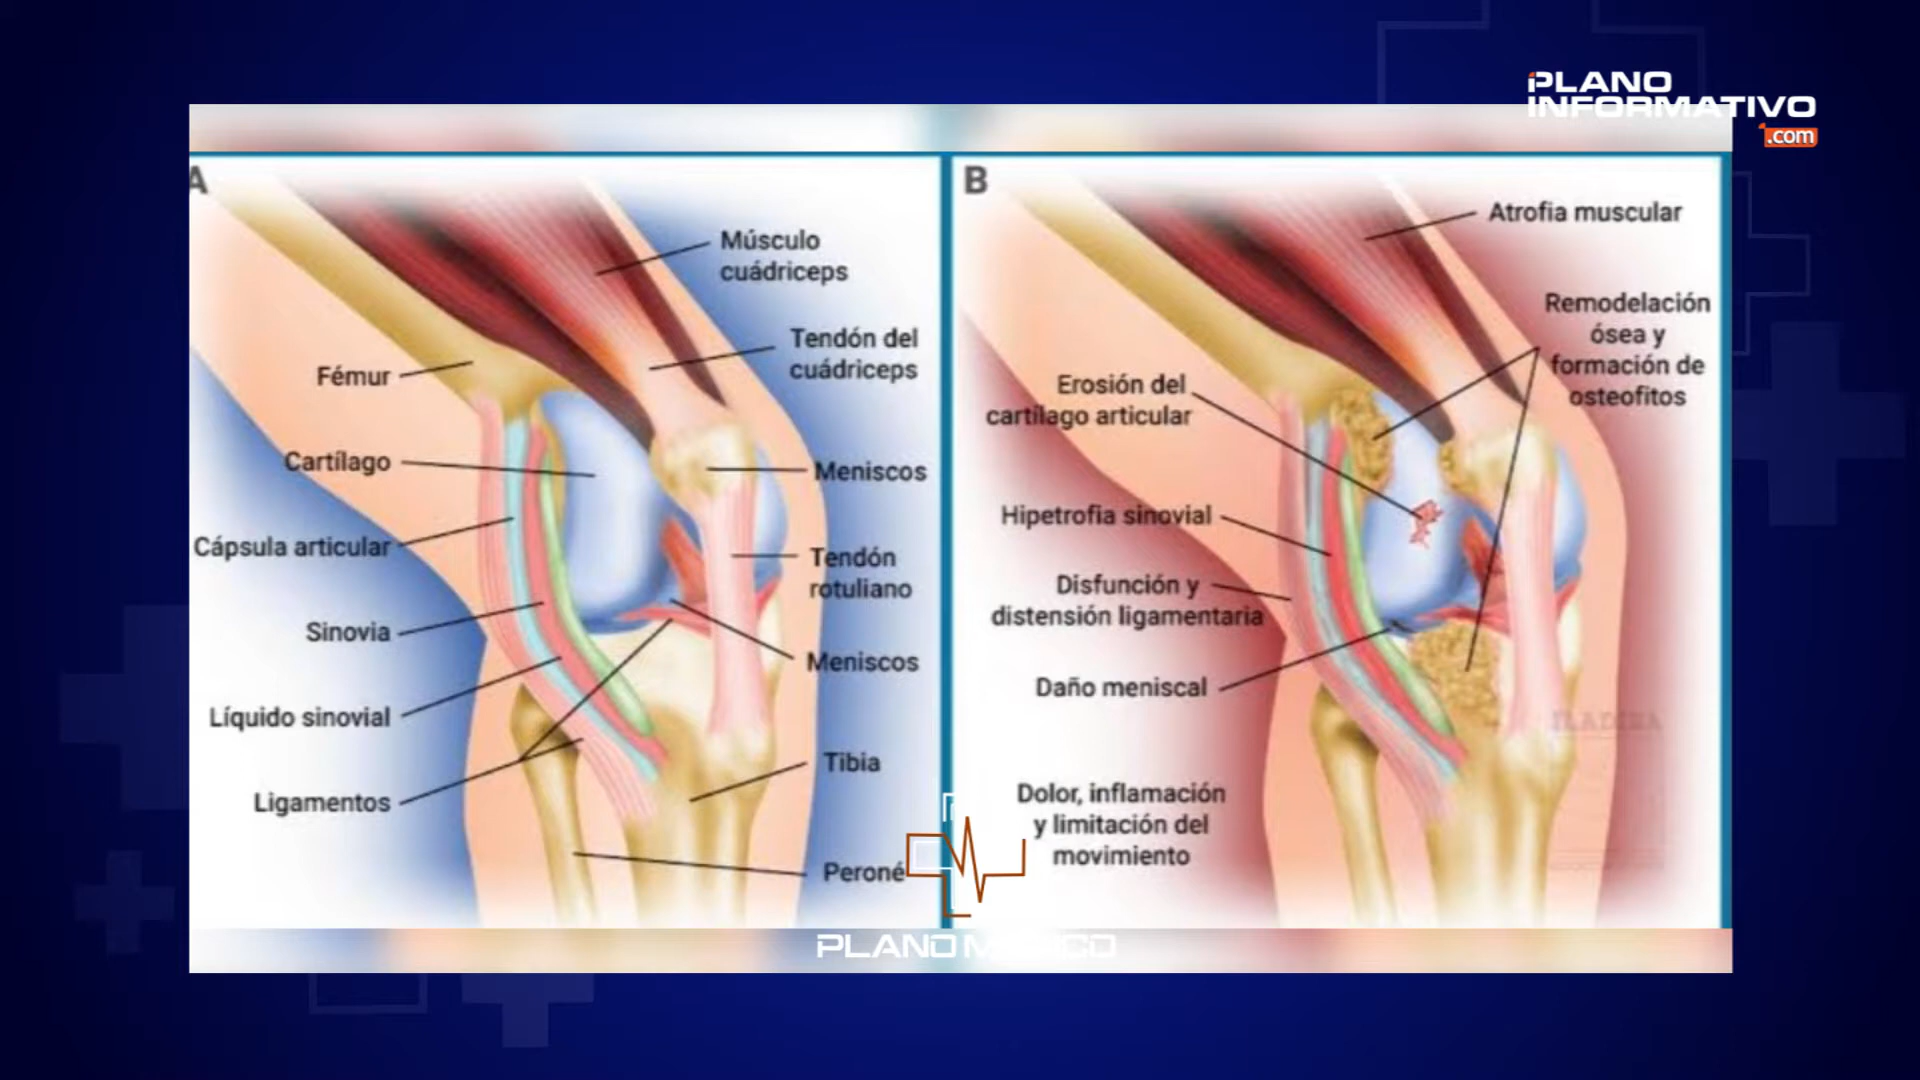 PLANO
INFORMATIVO
.com
A
Músculo
cuádriceps
Tendón del
cuádriceps
Fémur
Cartílago
Meniscos
Cápsula articular
Tendón
rotuliano
Sinovia
Meniscos
Líquido sinovial
Tibia
Ligamentos
Peroné
B
Atrofia muscular
Remodelación
ósea y
formación de
osteofitos
Erosión del
cartílago articular
Hipetrofia sinovial
Disfunción y
distensión ligamentaria
Daño meniscal
Dolor, inflamación
y limitación del
movimiento
PLANO